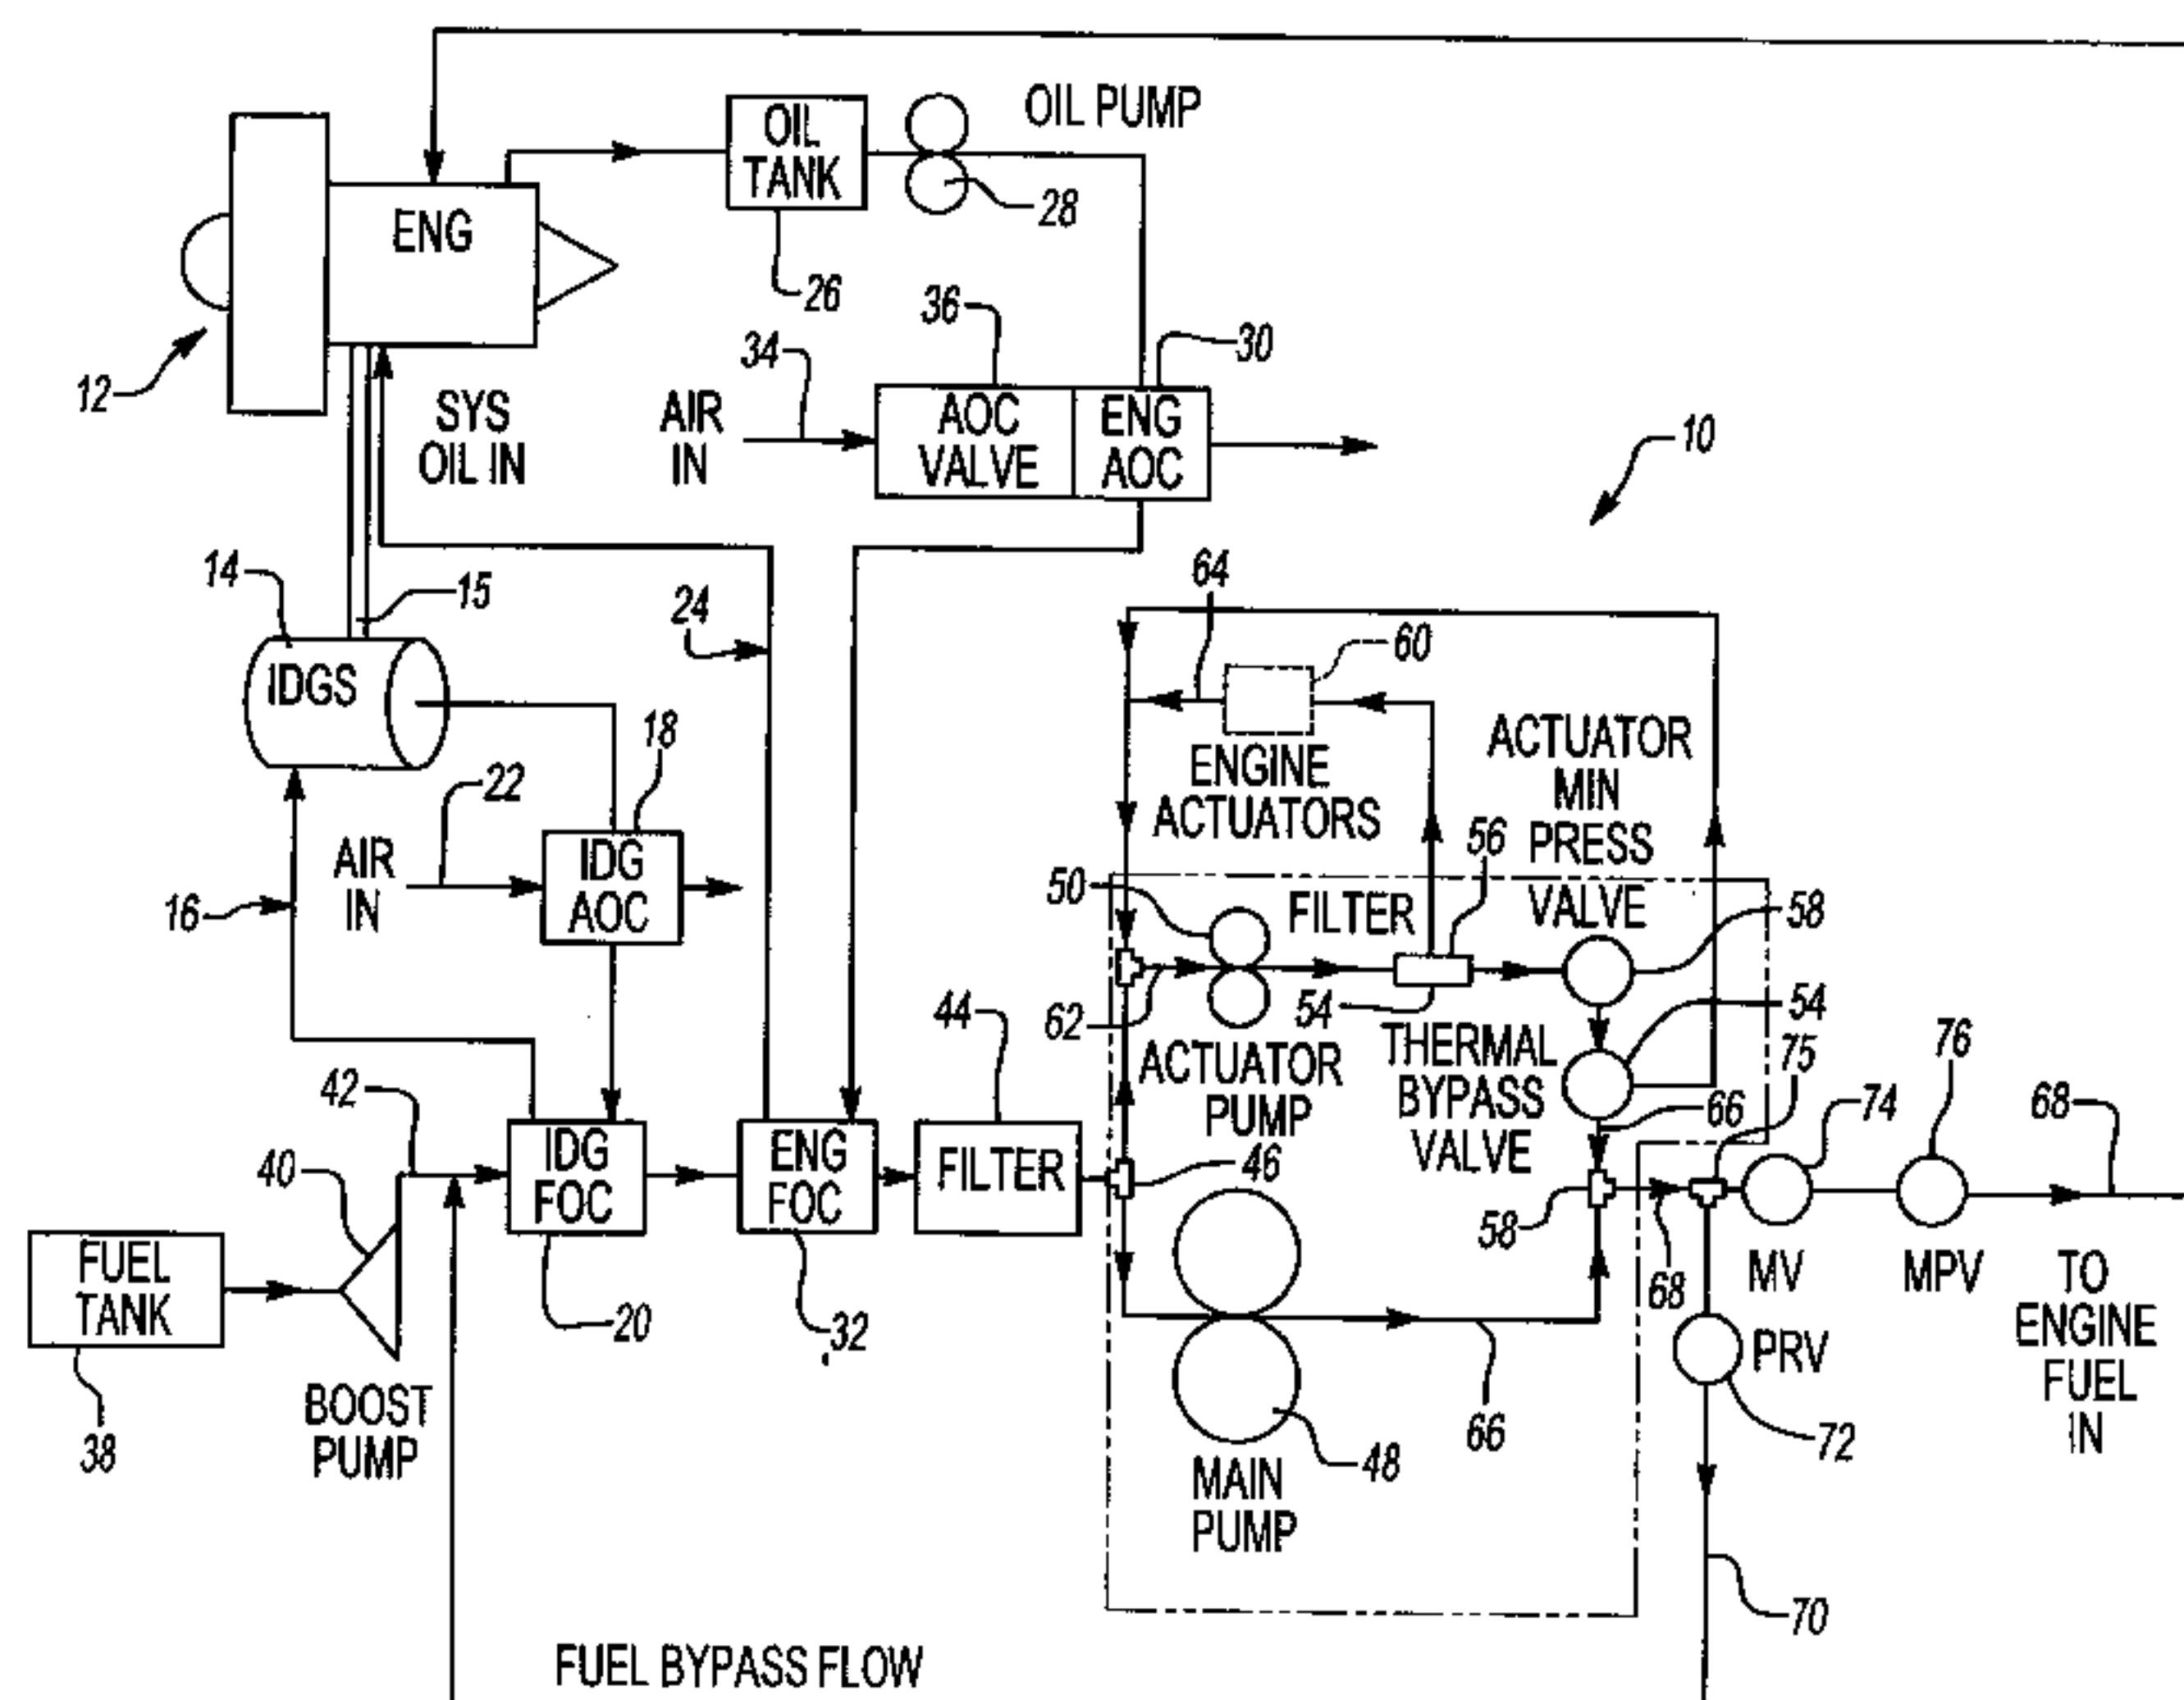 OIL PUMP
OIL
TANK
28
ENG
26
36
30
34
12
SYS
OIL IN
AIR
IN
AOC
VALVE
ENG
AOC
10
14
15
24
64
60
IDGS
18
ENGINE
ACTUATORS
ACTUATOR
MIN
PRESS
VALVE
22
56
AIR
IN
IDG
AOC
16
50
FILTER
58
62
54
54
44
ACTUATOR
PUMP
THERMAL
BYPASS
VALVE
75
76
42
66
74
68
40
IDG
FOC
ENG
FOC
FILTER
46
58
68
MV
MPV
TO
ENGINE
FUEL
IN
FUEL
TANK
20
32
PRV
BOOST
PUMP
38
66
72
48
MAIN
PUMP
70
FUEL BYPASS FLOW